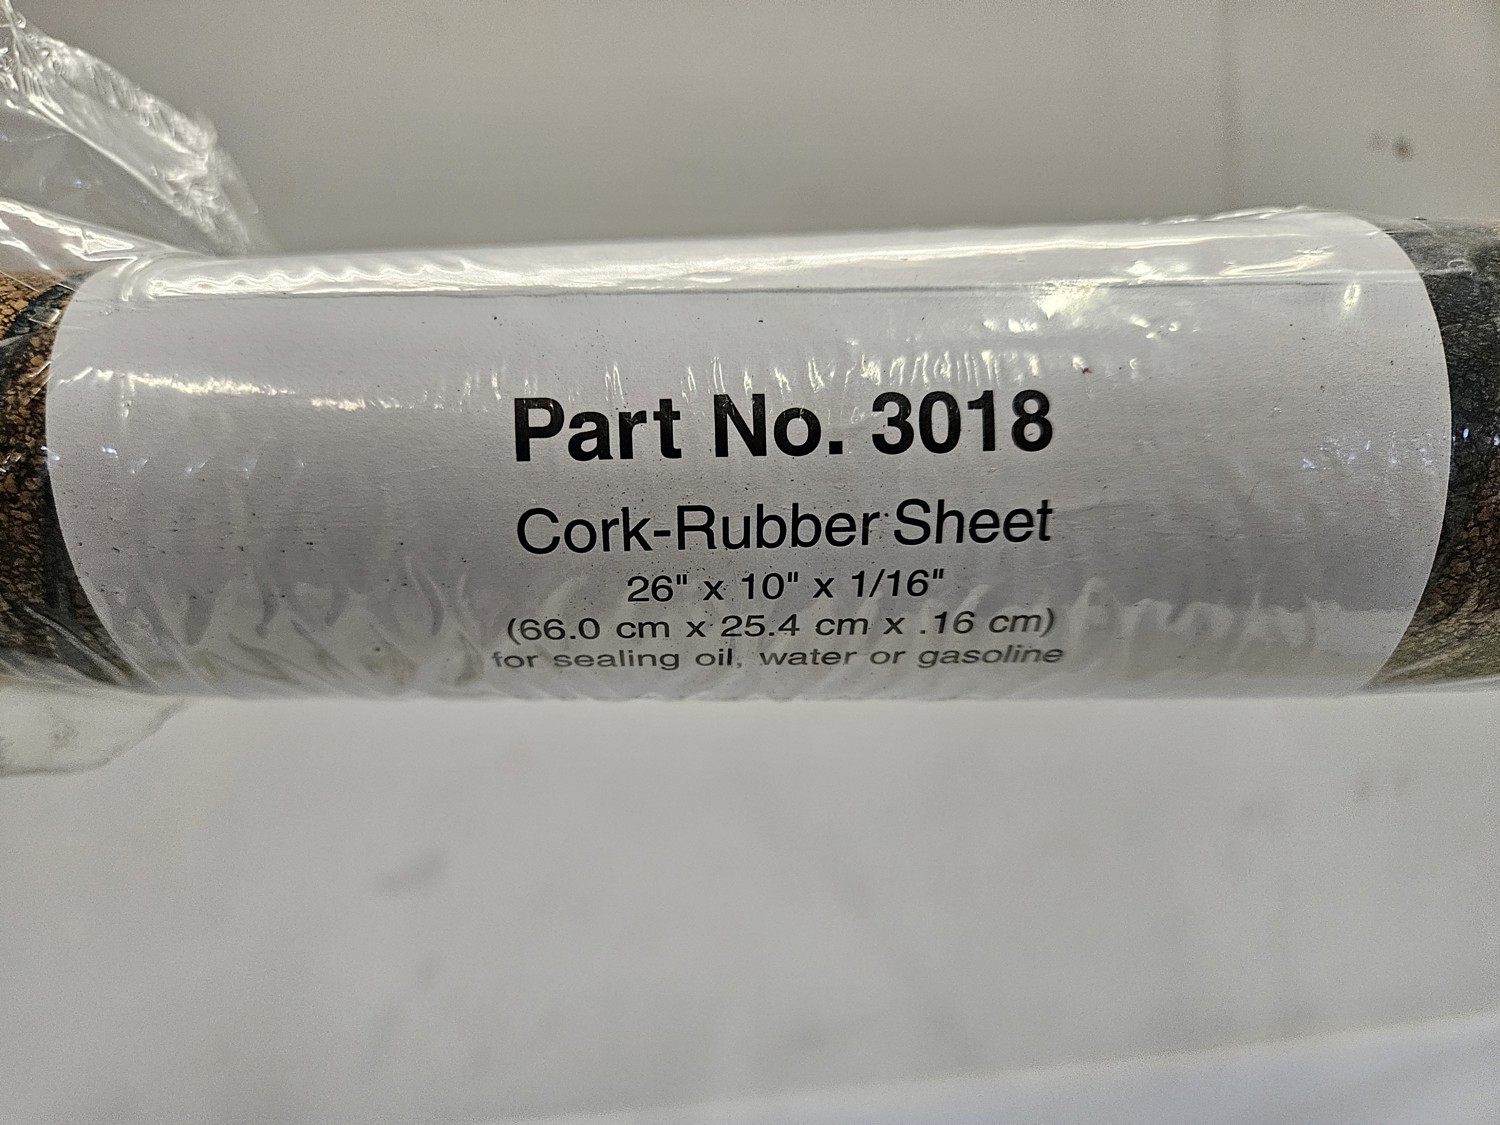 Part No. 3018
Cork-Rubber Sheet
26" x 10" x 1/16"
(66.0 cm x 25.4 cm x .16 cm)
for sealing oil, water or gasoline